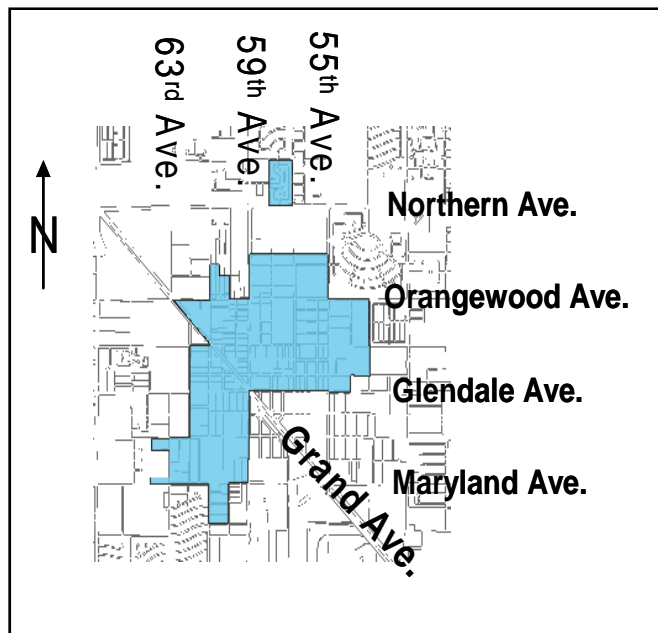 63rd Ave.
59th Ave.
55th Ave.
N
Northern Ave.
Orangewood Ave.
Glendale Ave.
Grand Ave.
Maryland Ave.